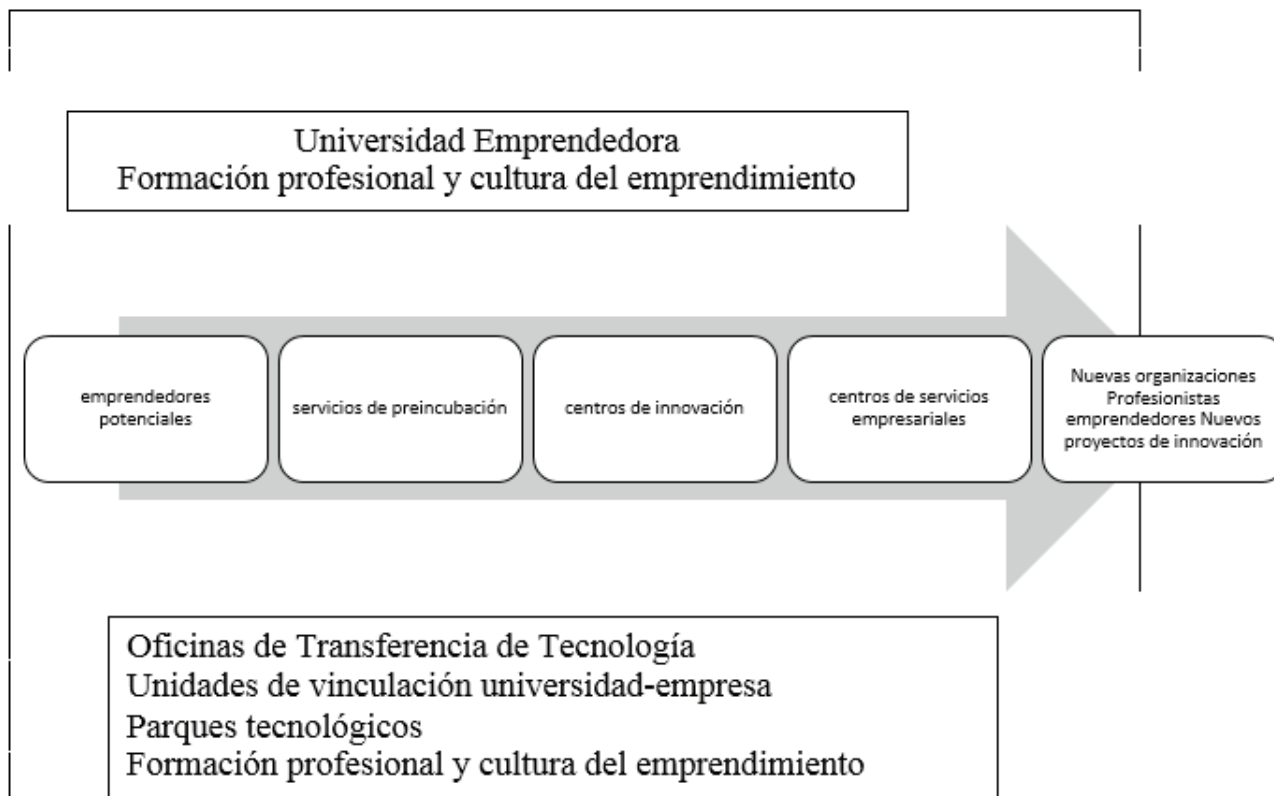 Universidad Emprendedora
Formación profesional y cultura del emprendimiento
emprendedores
potenciales
servicios de preincubación
centros de innovación
centros de servicios
empresariales
Nuevas organizaciones
Profesionistas
emprendedores Nuevos
proyectos de innovación
Oficinas de Transferencia de Tecnología
Unidades de vinculación universidad-empresa
Parques tecnológicos
Formación profesional y cultura del emprendimiento